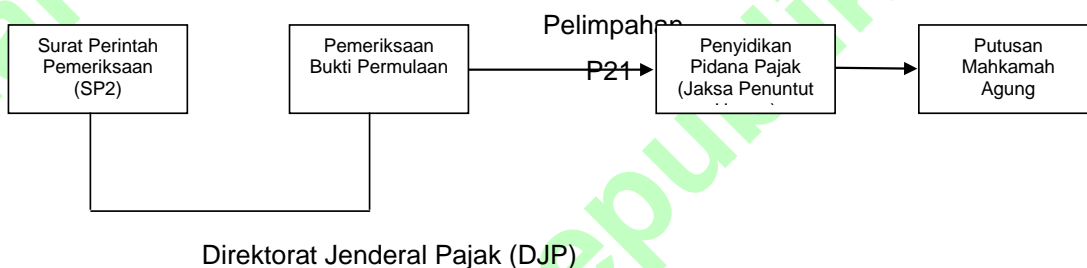 Pelimpahan
P21
Surat Perintah
Pemeriksaan
(SP2)
Pemeriksaan
Bukti Permulaan
Penyidikan
Pidana Pajak
(Jaksa Penuntut
Putusan
Mahkamah
Agung
Direktorat Jenderal Pajak (DJP)